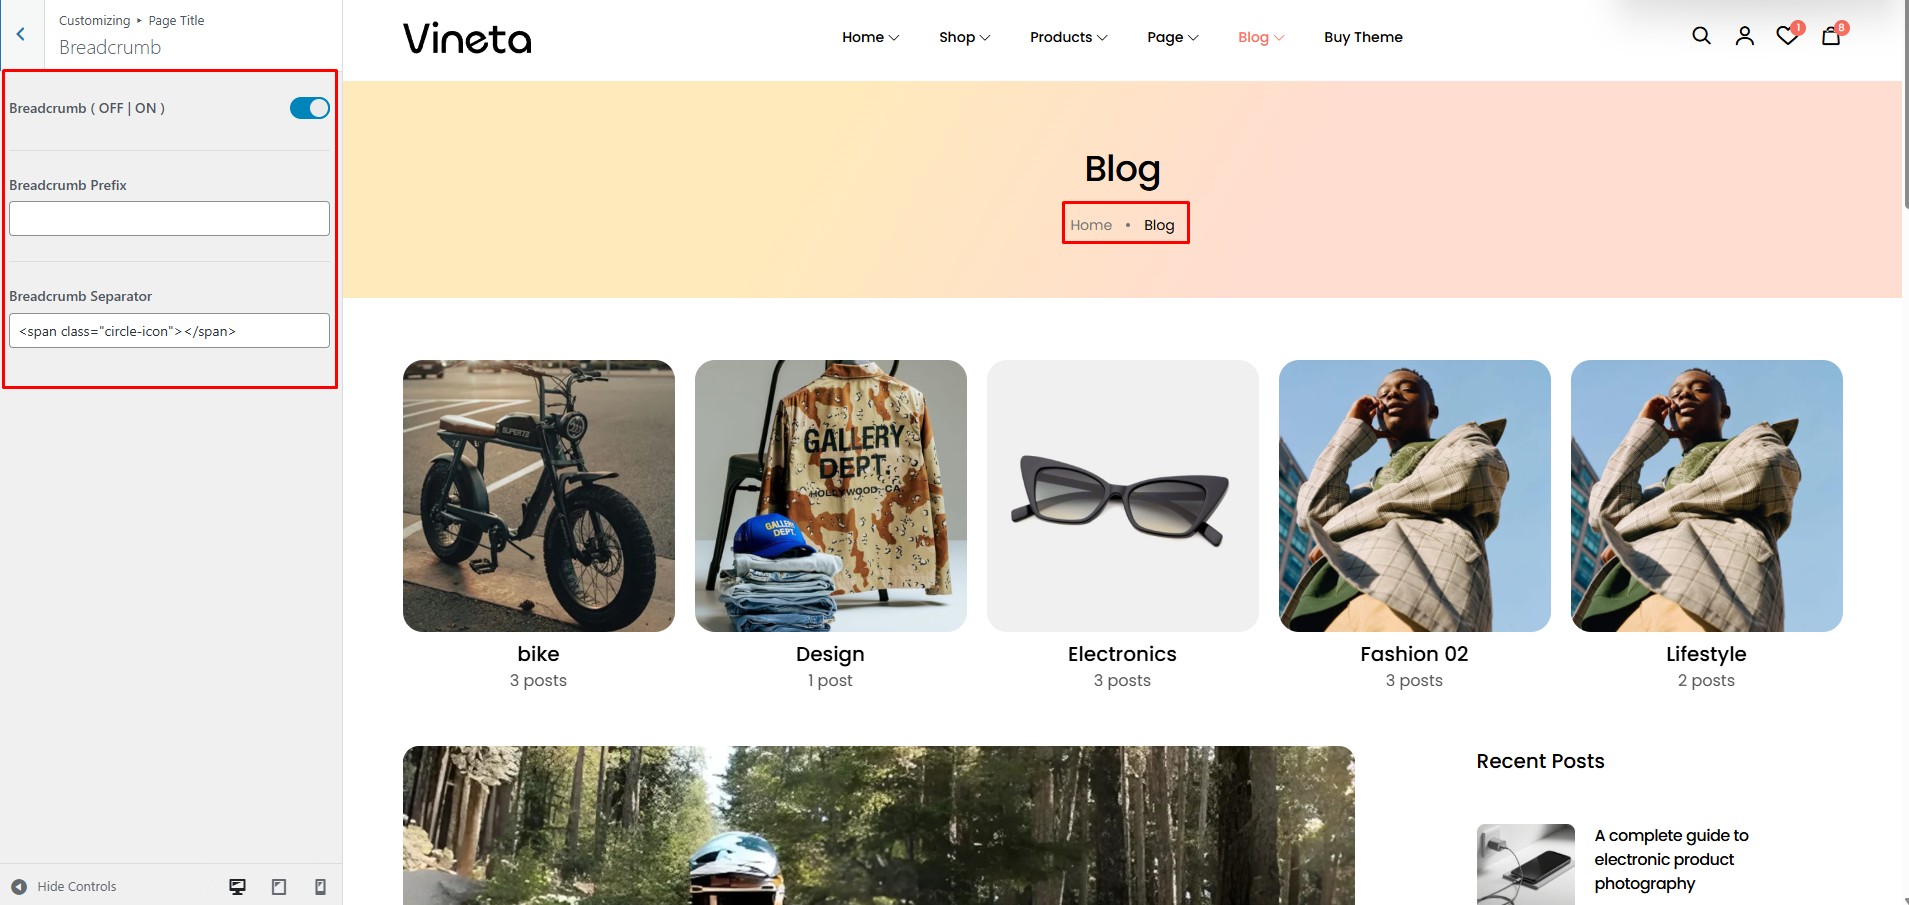 Customizing ▸ Page Title
Breadcrumb
Breadcrumb ( OFF | ON )
Breadcrumb Prefix
Breadcrumb Separator
<span class="circle-icon"></span>
Hide Controls
Vineta
Home Shop Products Page Blog Buy Theme
1 8
Blog
Home • Blog
SUPER73
GALLERY
DEPT.
HOLLYWOOD, CA
GALLERY
DEPT.
bike
3 posts
Design
1 post
Electronics
3 posts
Fashion 02
3 posts
Lifestyle
2 posts
Recent Posts
A complete guide to
electronic product
photography